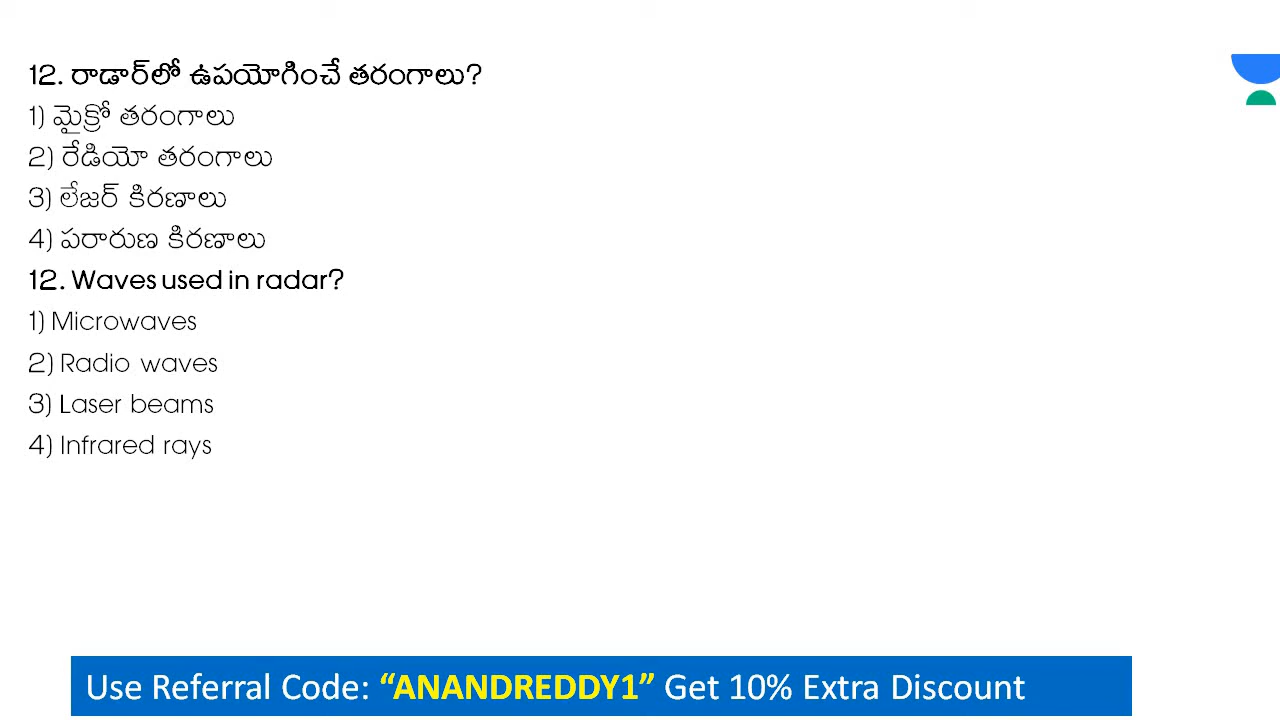 12. రాడార్‌లో ఉపయోగించే తరంగాలు?
1) మైక్రో తరంగాలు
2) రేడియో తరంగాలు
3) లేజర్ కిరణాలు
4) పరారుణ కిరణాలు
12. Waves used in radar?
1) Microwaves
2) Radio waves
3) Laser beams
4) Infrared rays
Use Referral Code: “ANANDREDDY1” Get 10% Extra Discount